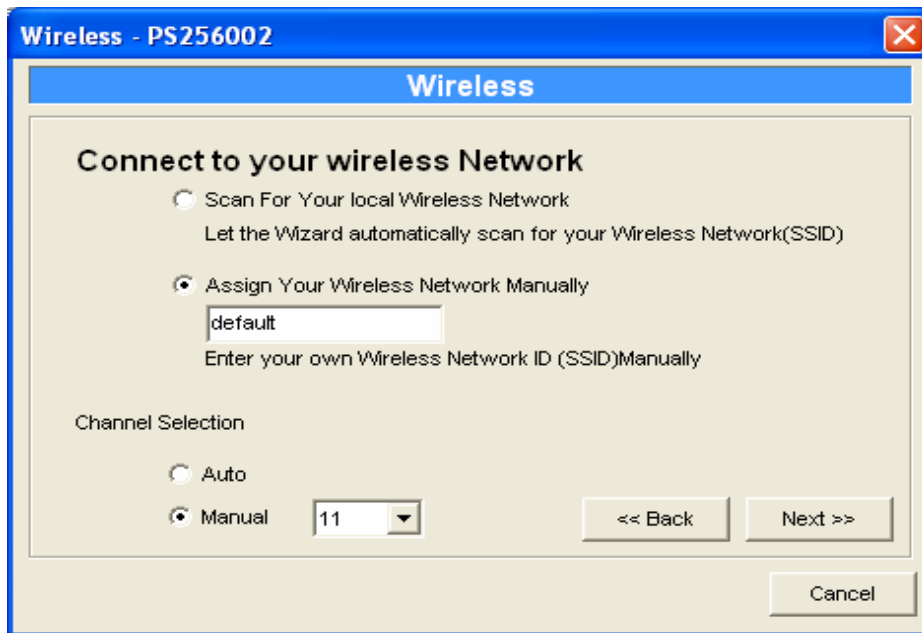 Wireless - PS256002
Wireless
Connect to your wireless Network
Scan For Your local Wireless Network
Let the Wizard automatically scan for your Wireless Network(SSID)
Assign Your Wireless Network Manually
default
Enter your own Wireless Network ID (SSID)Manually
Channel Selection
Auto
Manual 11 << Back Next >>
Cancel